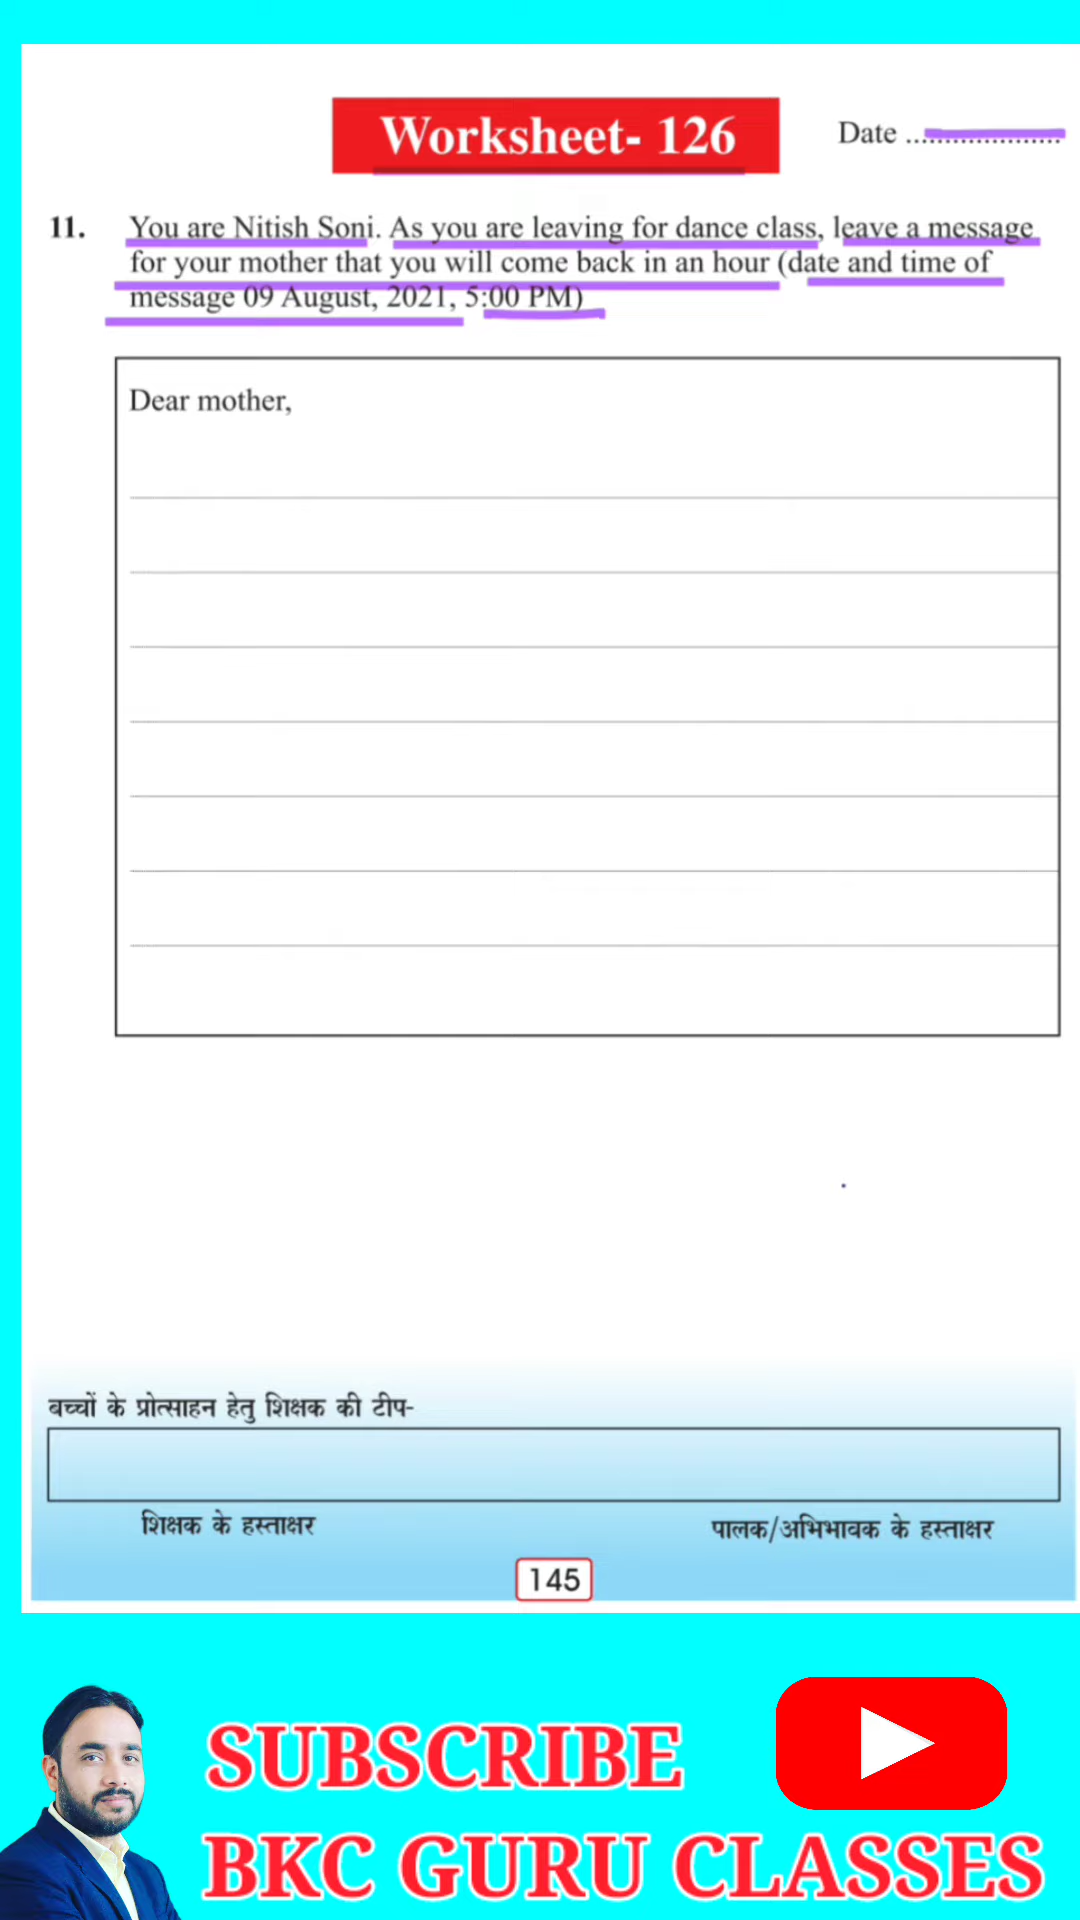 Worksheet- 126
Date ....................
11. You are Nitish Soni. As you are leaving for dance class, leave a message
for your mother that you will come back in an hour (date and time of
message 09 August, 2021, 5:00 PM)
Dear mother,
बच्चों के प्रोत्साहन हेतु शिक्षक की टीप-
शिक्षक के हस्ताक्षर
पालक/अभिभावक के हस्ताक्षर
145
SUBSCRIBE
BKC GURU CLASSES